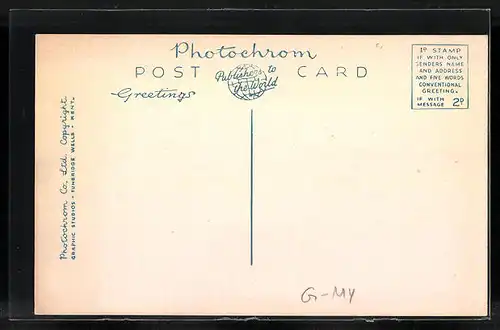 Photochrom
POST CARD
Publishers to
the World
Greetings
1D STAMP
IF WITH ONLY
SENDERS NAME
AND ADDRESS
AND FIVE WORDS
CONVENTIONAL
GREETING.
IF WITH
MESSAGE 2D
Photochrom Co. Ltd. Copyright
GRAPHIC STUDIOS • TUNBRIDGE WELLS • KENT.
G-MY